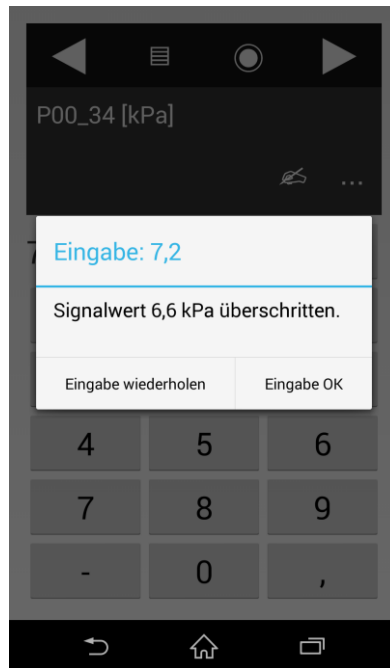 P00_34 [kPa]
...
7
Eingabe: 7,2
Signalwert 6,6 kPa überschritten.
Eingabe wiederholen
Eingabe OK
4 5 6
7 8 9
- 0 ,